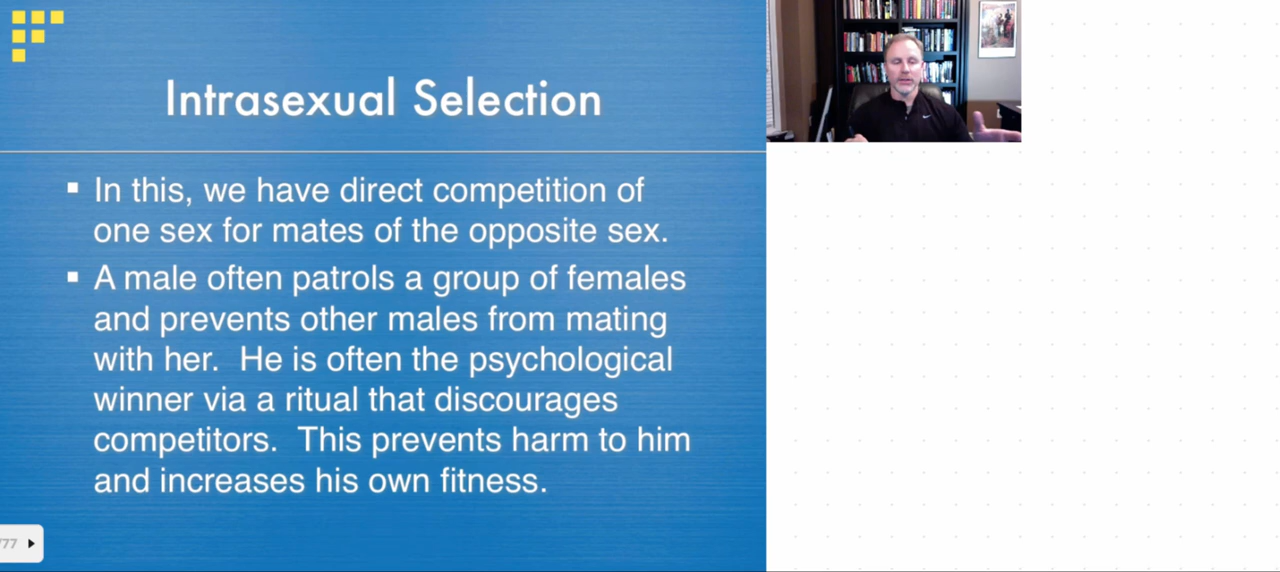 Intrasexual Selection
▪ In this, we have direct competition of
one sex for mates of the opposite sex.
▪ A male often patrols a group of females
and prevents other males from mating
with her.  He is often the psychological
winner via a ritual that discourages
competitors.  This prevents harm to him
and increases his own fitness.
/77